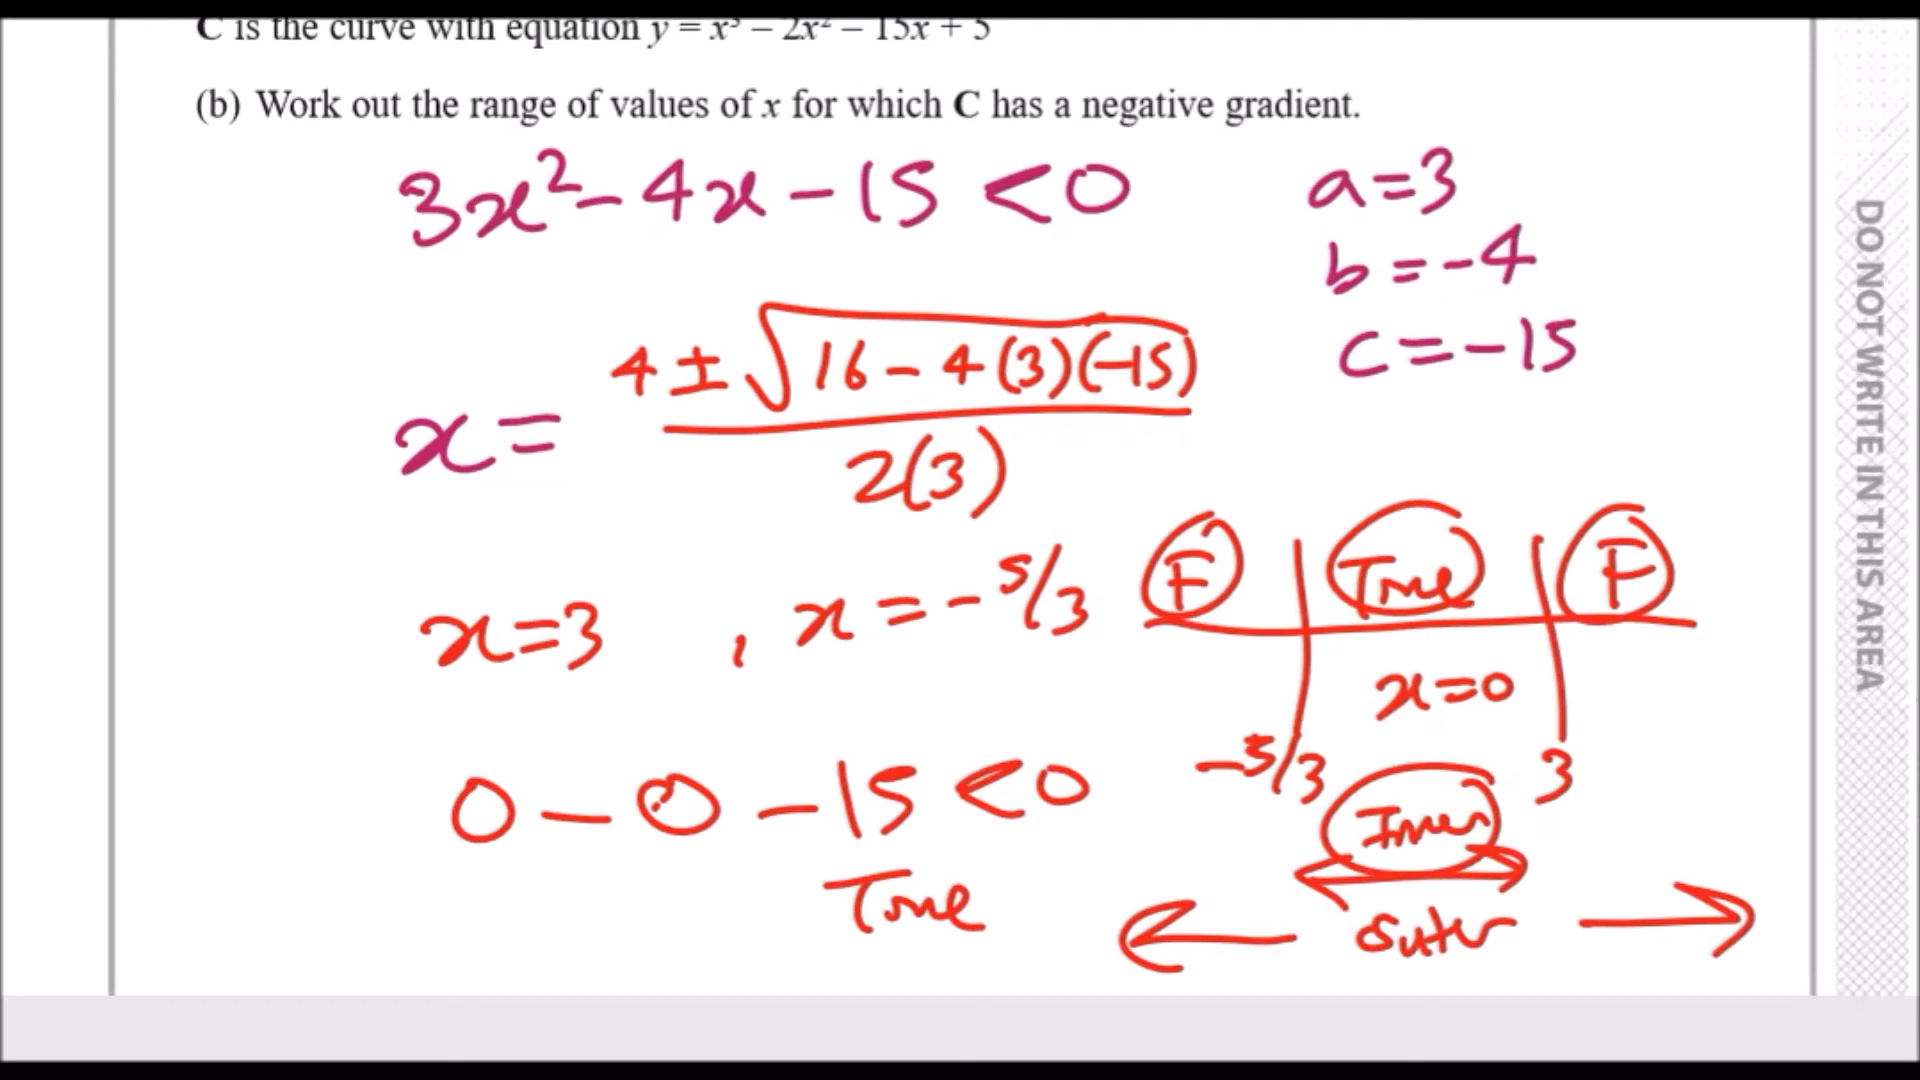 C is the curve with equation y = x³ – 2x² – 15x + 5
(b) Work out the range of values of x for which C has a negative gradient.
3x² - 4x - 15 < 0
a = 3
b = -4
c = -15
x = 4 ± √16 - 4(3)(-15)
2(3)
x = 3 , x = -5/3
F True F
x = 0
-5/3 3
0 - 0 - 15 < 0
Inner
True
outer
DO NOT WRITE IN THIS AREA